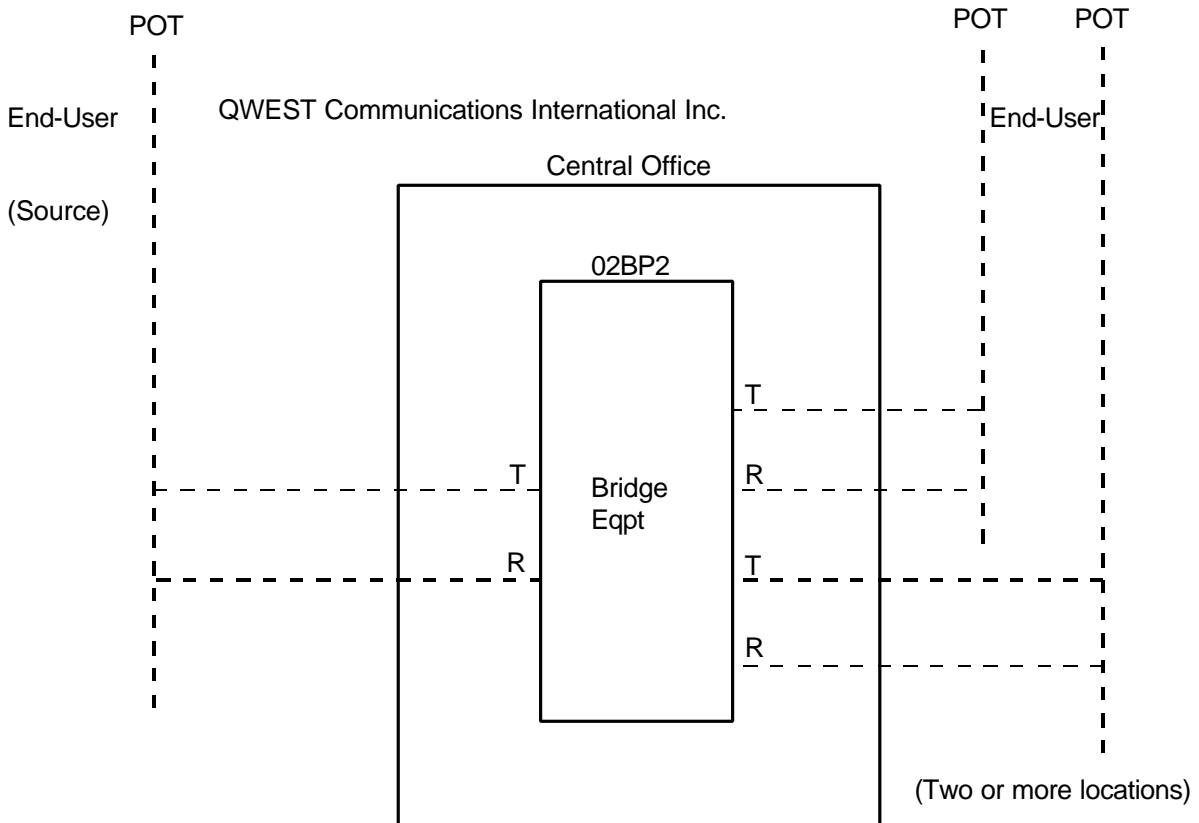 POT
POT
POT
End-User
QWEST Communications International Inc.
End-User
Central Office
(Source)
02BP2
T
T
R
Bridge
Eqpt
R
T
R
(Two or more locations)